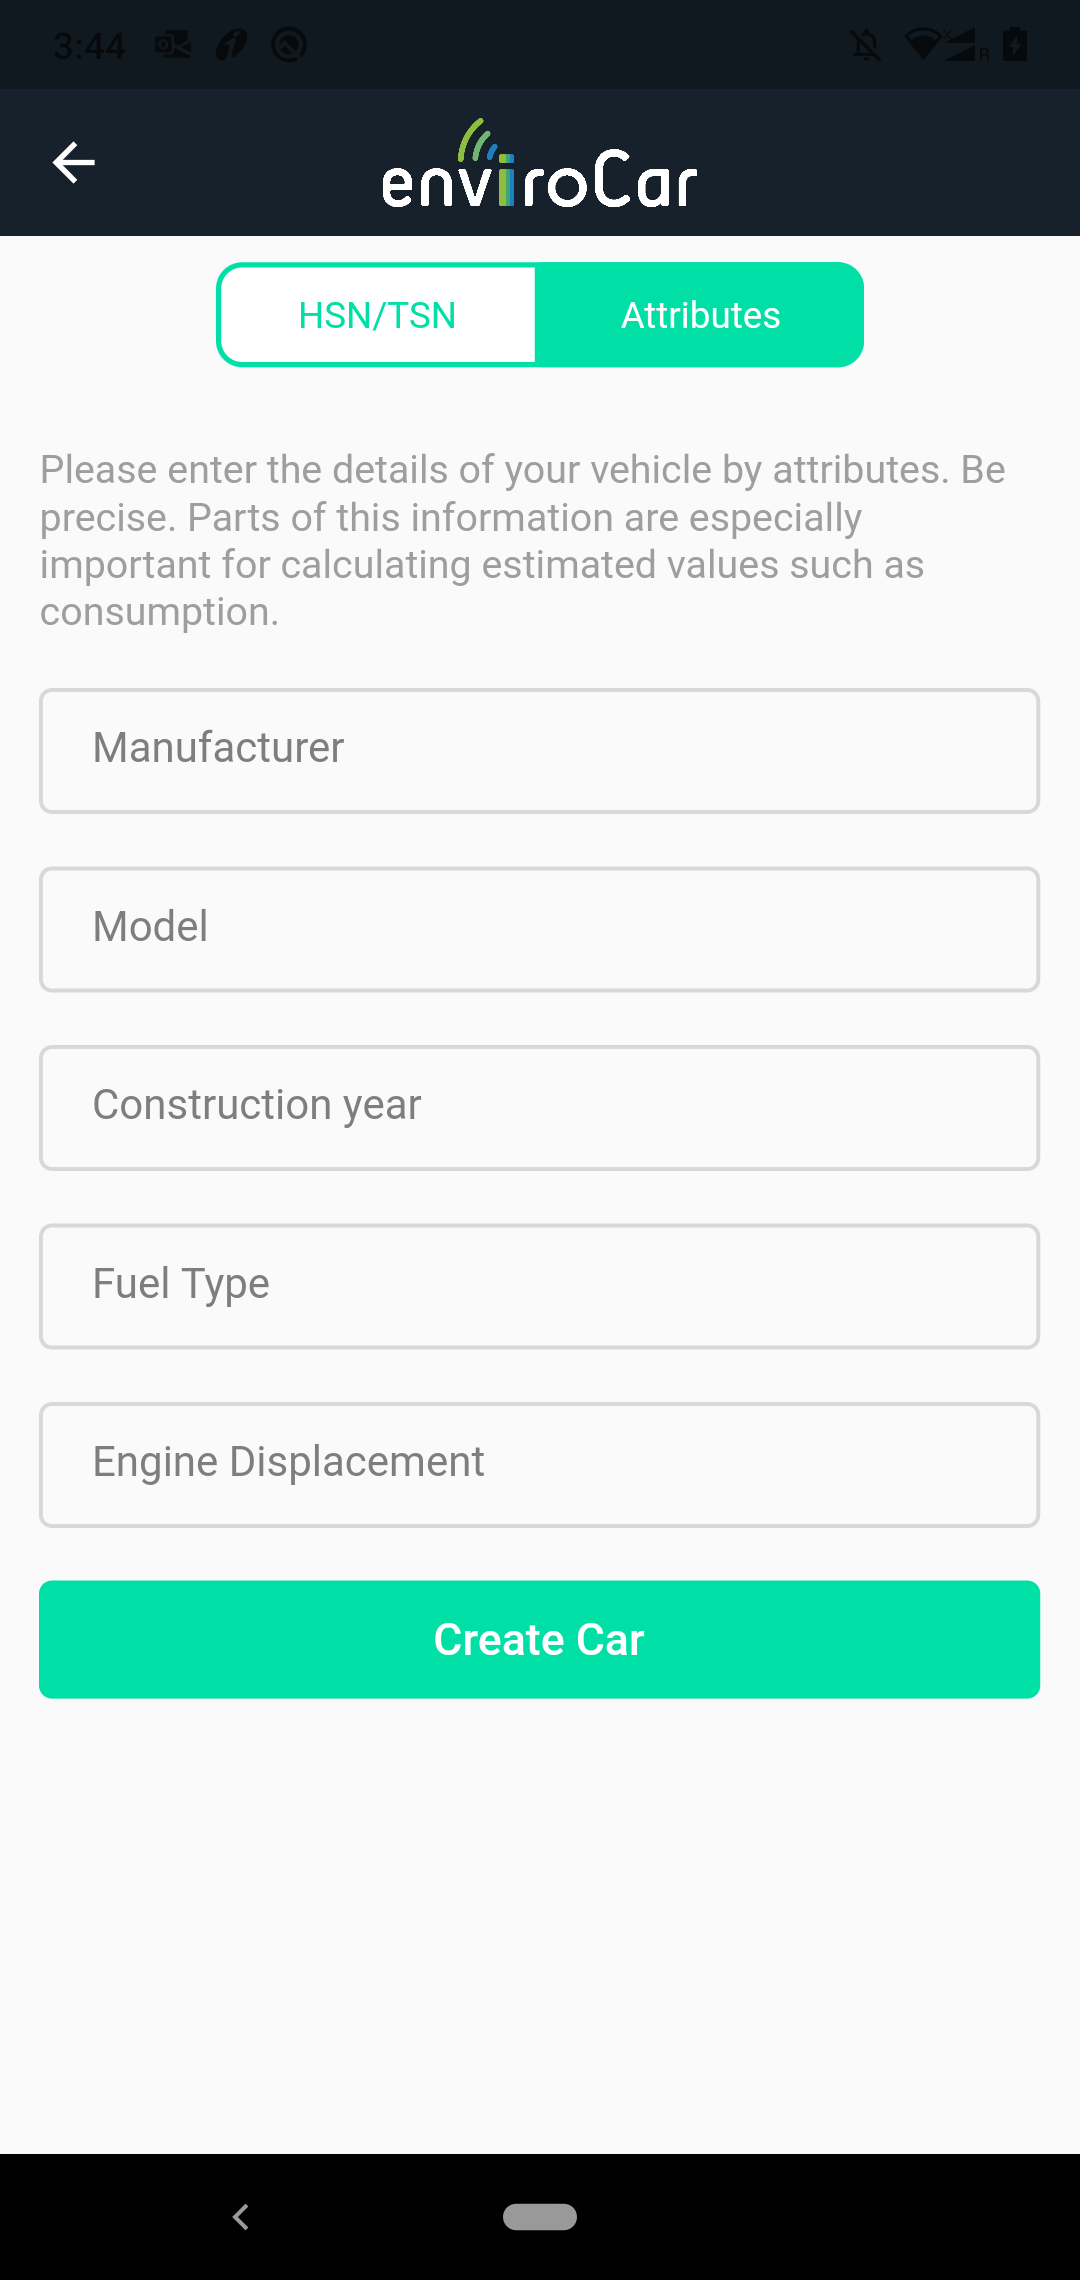 3:44
R
enviroCar
HSN/TSN
Attributes
Please enter the details of your vehicle by attributes. Be
precise. Parts of this information are especially
important for calculating estimated values such as
consumption.
Manufacturer
Model
Construction year
Fuel Type
Engine Displacement
Create Car